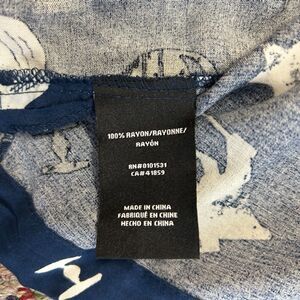 100% RAYON/RAYONNE/
RAYÓN
RN#0101531
CA#41859
MADE IN CHINA
FABRIQUÉ EN CHINE
HECHO EN CHINA